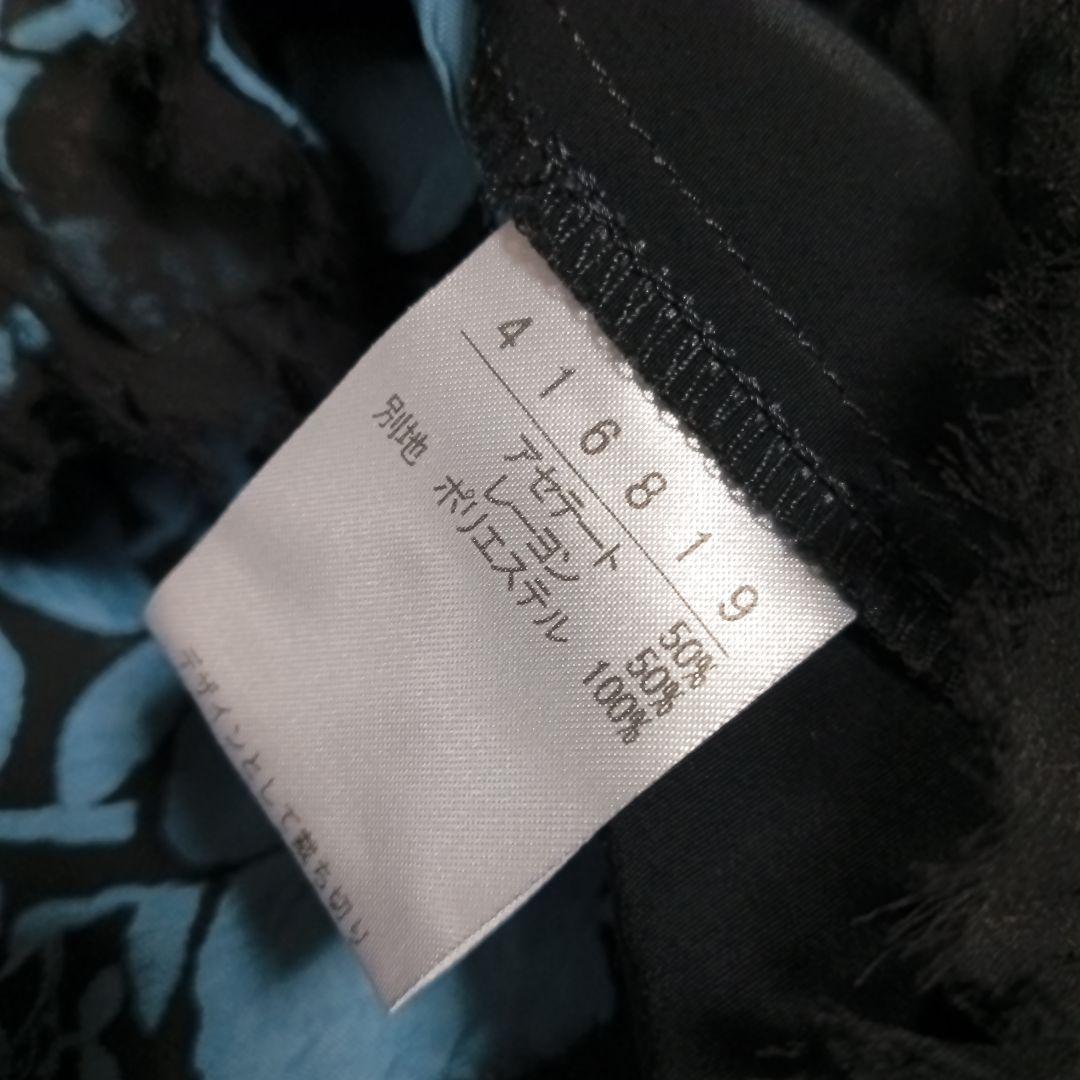 416819
アセテート 50%
レーヨン 50%
別地 ポリエステル 100%
デザインとして裁ち切り